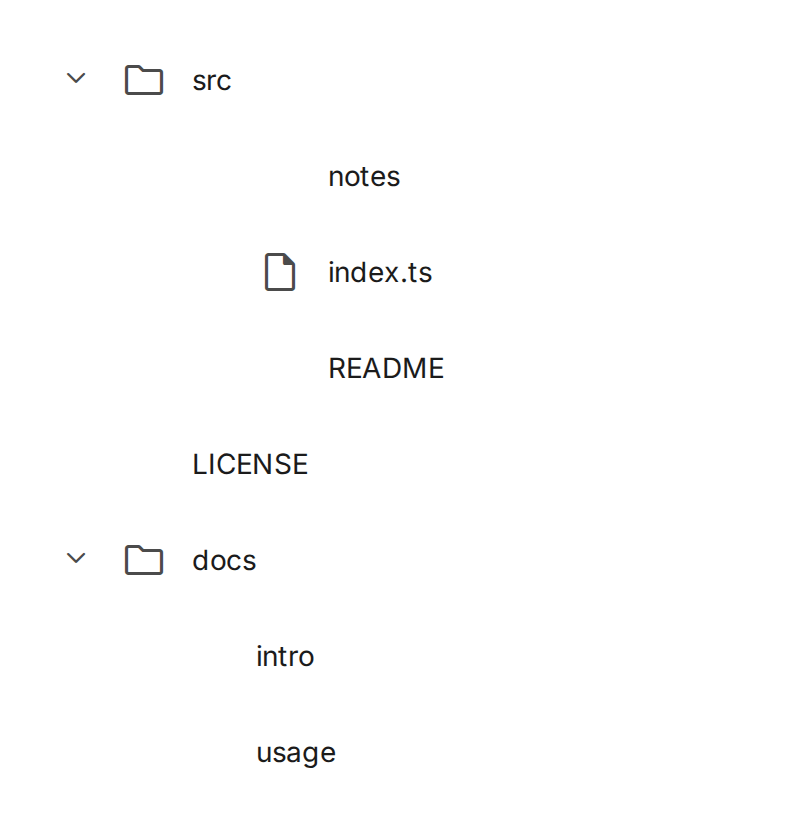 src
notes
index.ts
README
LICENSE
docs
intro
usage